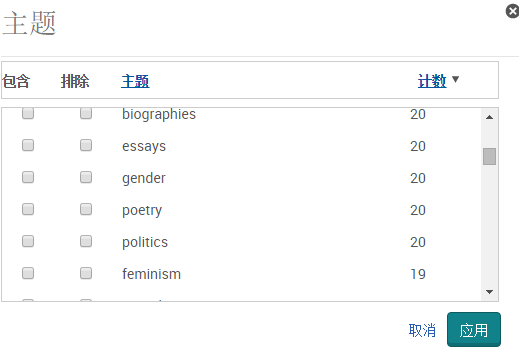 主题
包含 排除 主题 计数
biographies 20
essays 20
gender 20
poetry 20
politics 20
feminism 19
取消 应用